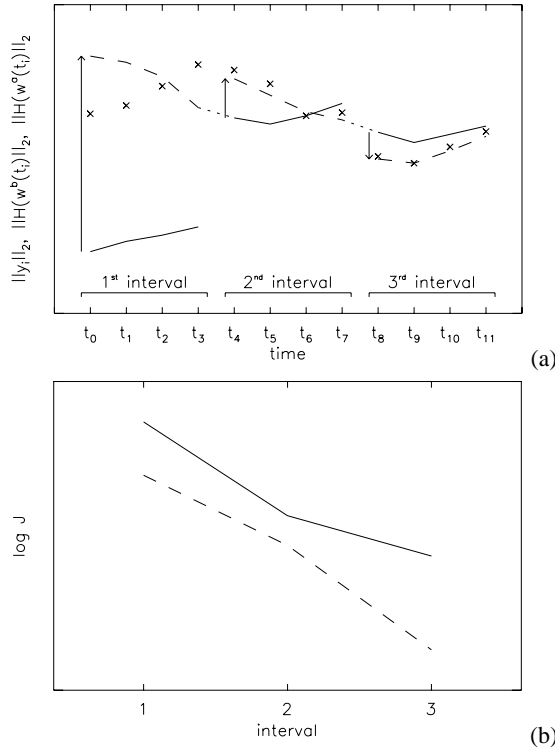 ||y_i||_2, ||H(w^b(t_i)||_2, ||H(w^a(t_i)||_2
1st interval 2nd interval 3rd interval
t_0 t_1 t_2 t_3 t_4 t_5 t_6 t_7 t_8 t_9 t_10 t_11
time
(a)
log J
1 2 3
interval
(b)